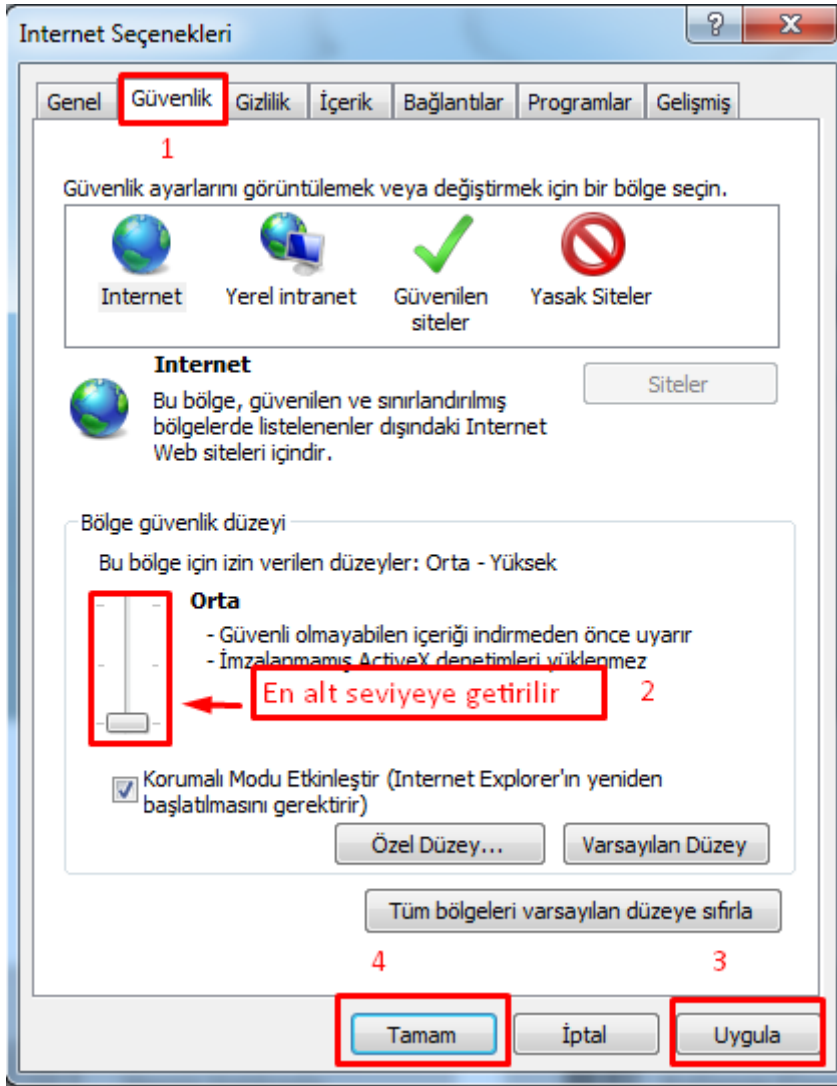 Internet Seçenekleri
Genel Güvenlik Gizlilik İçerik Bağlantılar Programlar Gelişmiş
1
Güvenlik ayarlarını görüntülemek veya değiştirmek için bir bölge seçin.
Internet Yerel intranet Güvenilen siteler Yasak Siteler
Internet
Siteler
Bu bölge, güvenilen ve sınırlandırılmış
bölgelerde listelenenler dışındaki Internet
Web siteleri içindir.
Bölge güvenlik düzeyi
Bu bölge için izin verilen düzeyler: Orta - Yüksek
Orta
- Güvenli olmayabilen içeriği indirmeden önce uyarır
- İmzalanmamış ActiveX denetimleri yüklenmez
En alt seviyeye getirilir 2
Korumalı Modu Etkinleştir (Internet Explorer'ın yeniden
başlatılmasını gerektirir)
Özel Düzey... Varsayılan Düzey
Tüm bölgeleri varsayılan düzeye sıfırla
4 3
Tamam İptal Uygula